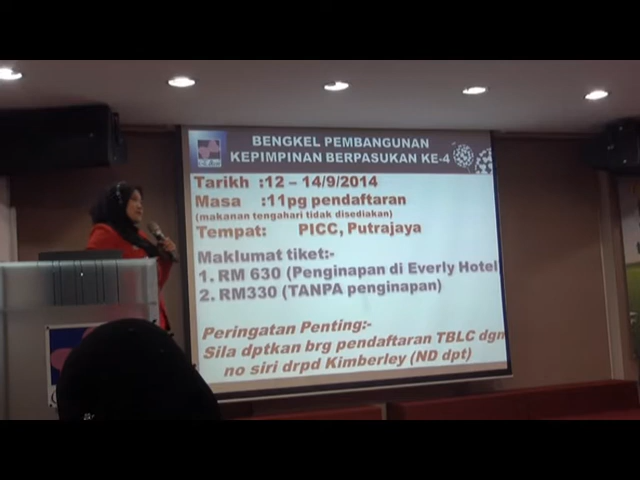 BENGKEL PEMBANGUNAN
KEPIMPINAN BERPASUKAN KE-4
Tarikh :12 – 14/9/2014
Masa :11pg pendaftaran
(makanan tengahari tidak disediakan)
Tempat: PICC, Putrajaya
Maklumat tiket:-
1. RM 630 (Penginapan di Everly Hotel
2. RM330 (TANPA penginapan)
Peringatan Penting:-
Sila dptkan brg pendaftaran TBLC dgn
no siri drpd Kimberley (ND dpt)